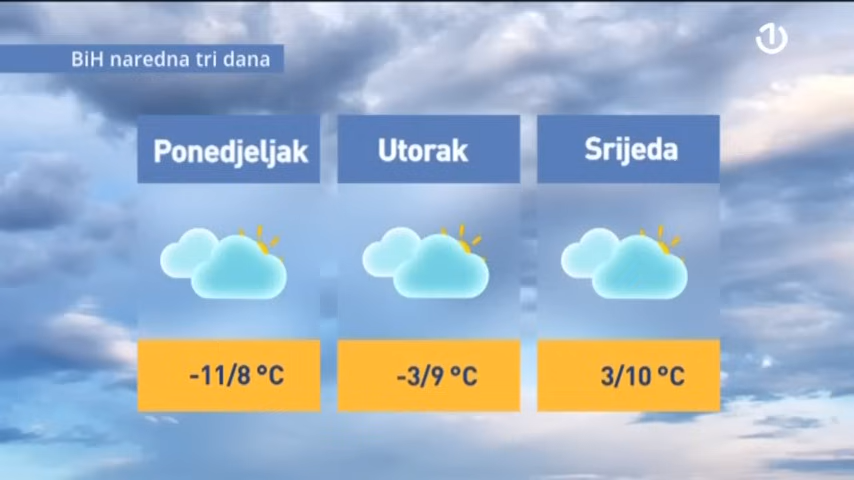 BiH naredna tri dana
Ponedjeljak
Utorak
Srijeda
-11/8 °C
-3/9 °C
3/10 °C